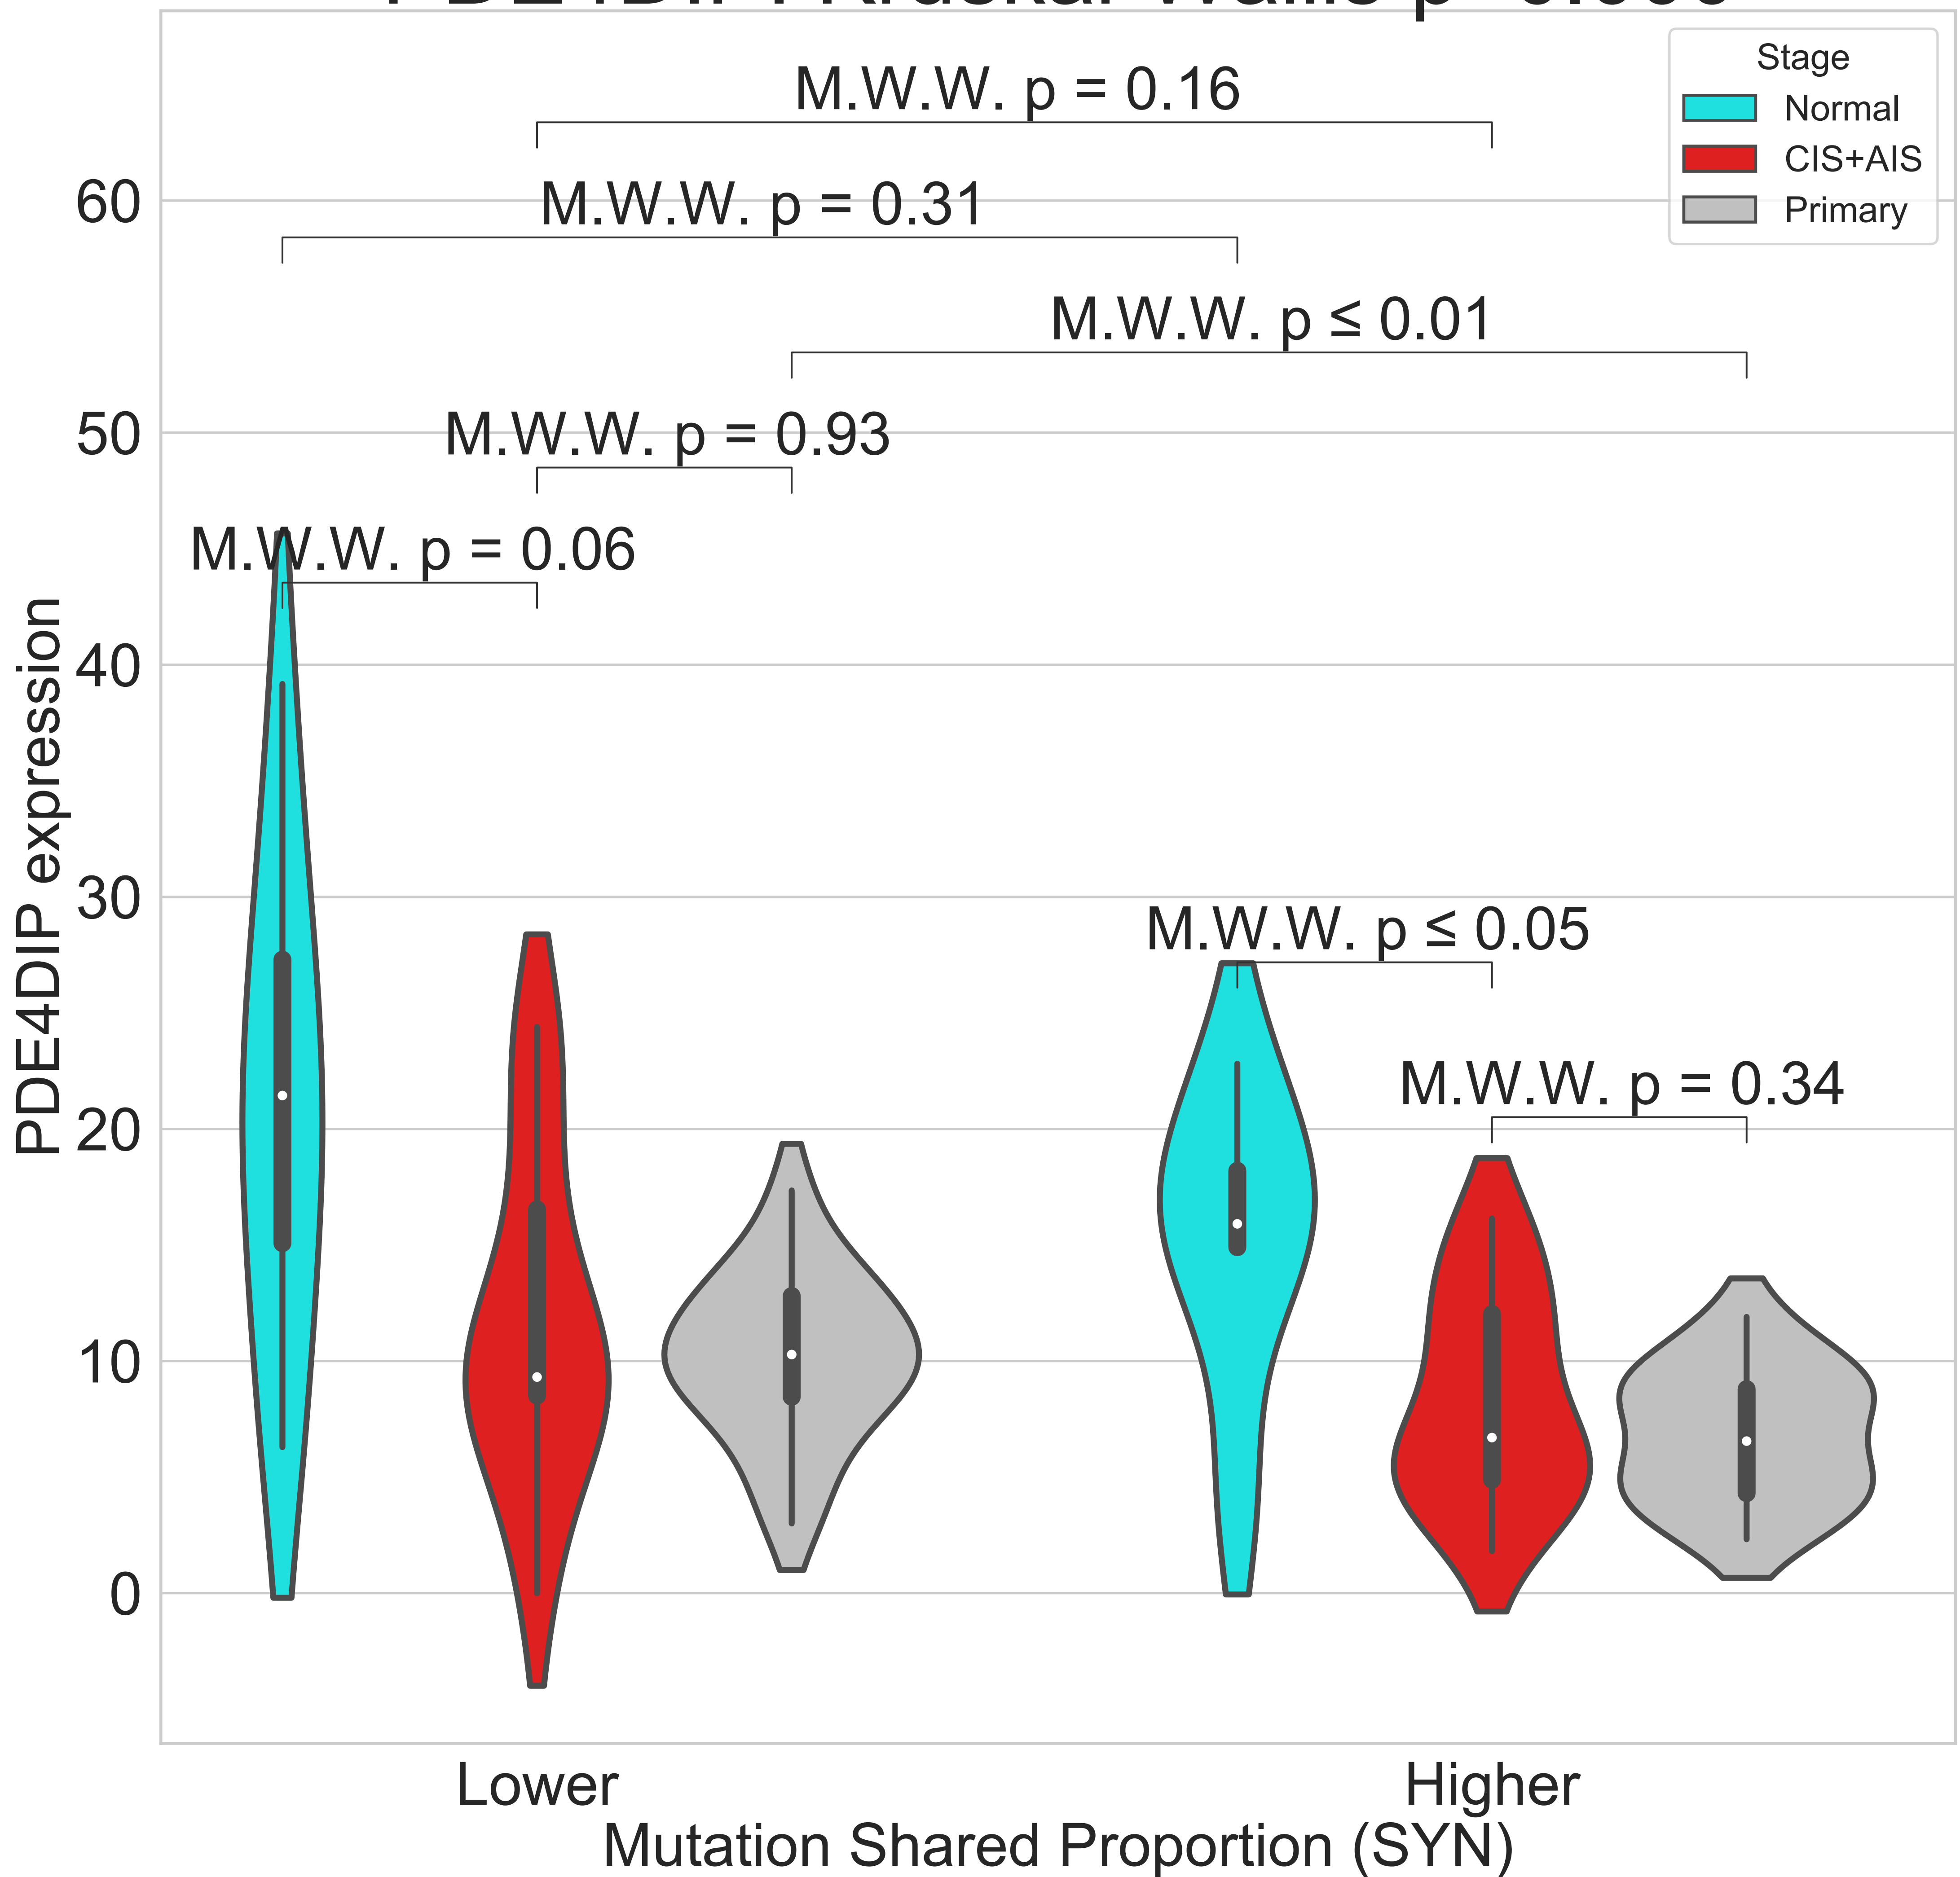 Stage
Normal
CIS+AIS
Primary
M.W.W. p = 0.16
M.W.W. p = 0.31
M.W.W. p ≤ 0.01
M.W.W. p = 0.93
M.W.W. p = 0.06
M.W.W. p ≤ 0.05
M.W.W. p = 0.34
PDE4DIP expression
60
50
40
30
20
10
0
Lower
Higher
Mutation Shared Proportion (SYN)